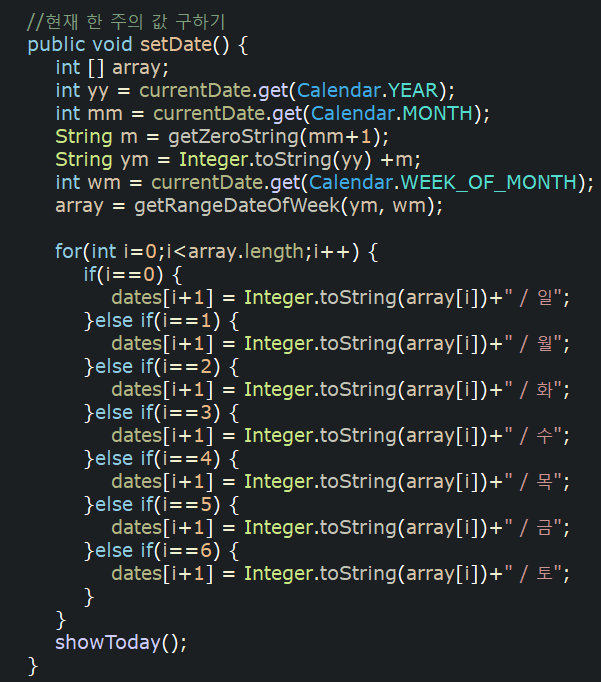 //현재 한 주의 값 구하기
public void setDate() {
int [] array;
int yy = currentDate.get(Calendar.YEAR);
int mm = currentDate.get(Calendar.MONTH);
String m = getZeroString(mm+1);
String ym = Integer.toString(yy) +m;
int wm = currentDate.get(Calendar.WEEK_OF_MONTH);
array = getRangeDateOfWeek(ym, wm);
for(int i=0;i<array.length;i++) {
if(i==0) {
dates[i+1] = Integer.toString(array[i])+" / 일";
}else if(i==1) {
dates[i+1] = Integer.toString(array[i])+" / 월";
}else if(i==2) {
dates[i+1] = Integer.toString(array[i])+" / 화";
}else if(i==3) {
dates[i+1] = Integer.toString(array[i])+" / 수";
}else if(i==4) {
dates[i+1] = Integer.toString(array[i])+" / 목";
}else if(i==5) {
dates[i+1] = Integer.toString(array[i])+" / 금";
}else if(i==6) {
dates[i+1] = Integer.toString(array[i])+" / 토";
}
}
showToday();
}